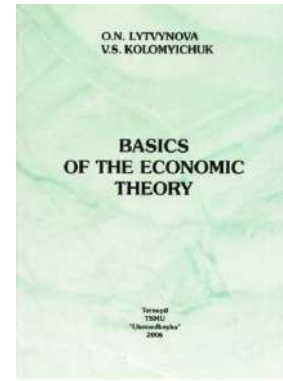 O.N. LYTVYNOVA
V.S. KOLOMYICHUK
BASICS
OF THE ECONOMIC
THEORY
Ternopil
TSMU
"Ukrmedknyha"
2006